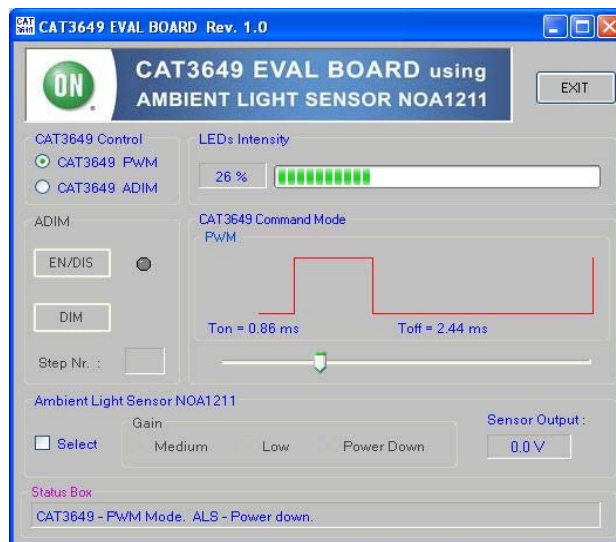 CAT 3649
CAT3649 EVAL BOARD Rev. 1.0
ON
CAT3649 EVAL BOARD using
AMBIENT LIGHT SENSOR NOA1211
EXIT
CAT3649 Control
CAT3649 PWM
CAT3649 ADIM
LEDs Intensity
26 %
ADIM
EN/DIS
DIM
Step Nr. :
CAT3649 Command Mode
PWM
Ton = 0.86 ms
Toff = 2.44 ms
Ambient Light Sensor NOA1211
Select
Gain
Medium
Low
Power Down
Sensor Output :
0.0 V
Status Box
CAT3649 - PWM Mode. ALS - Power down.